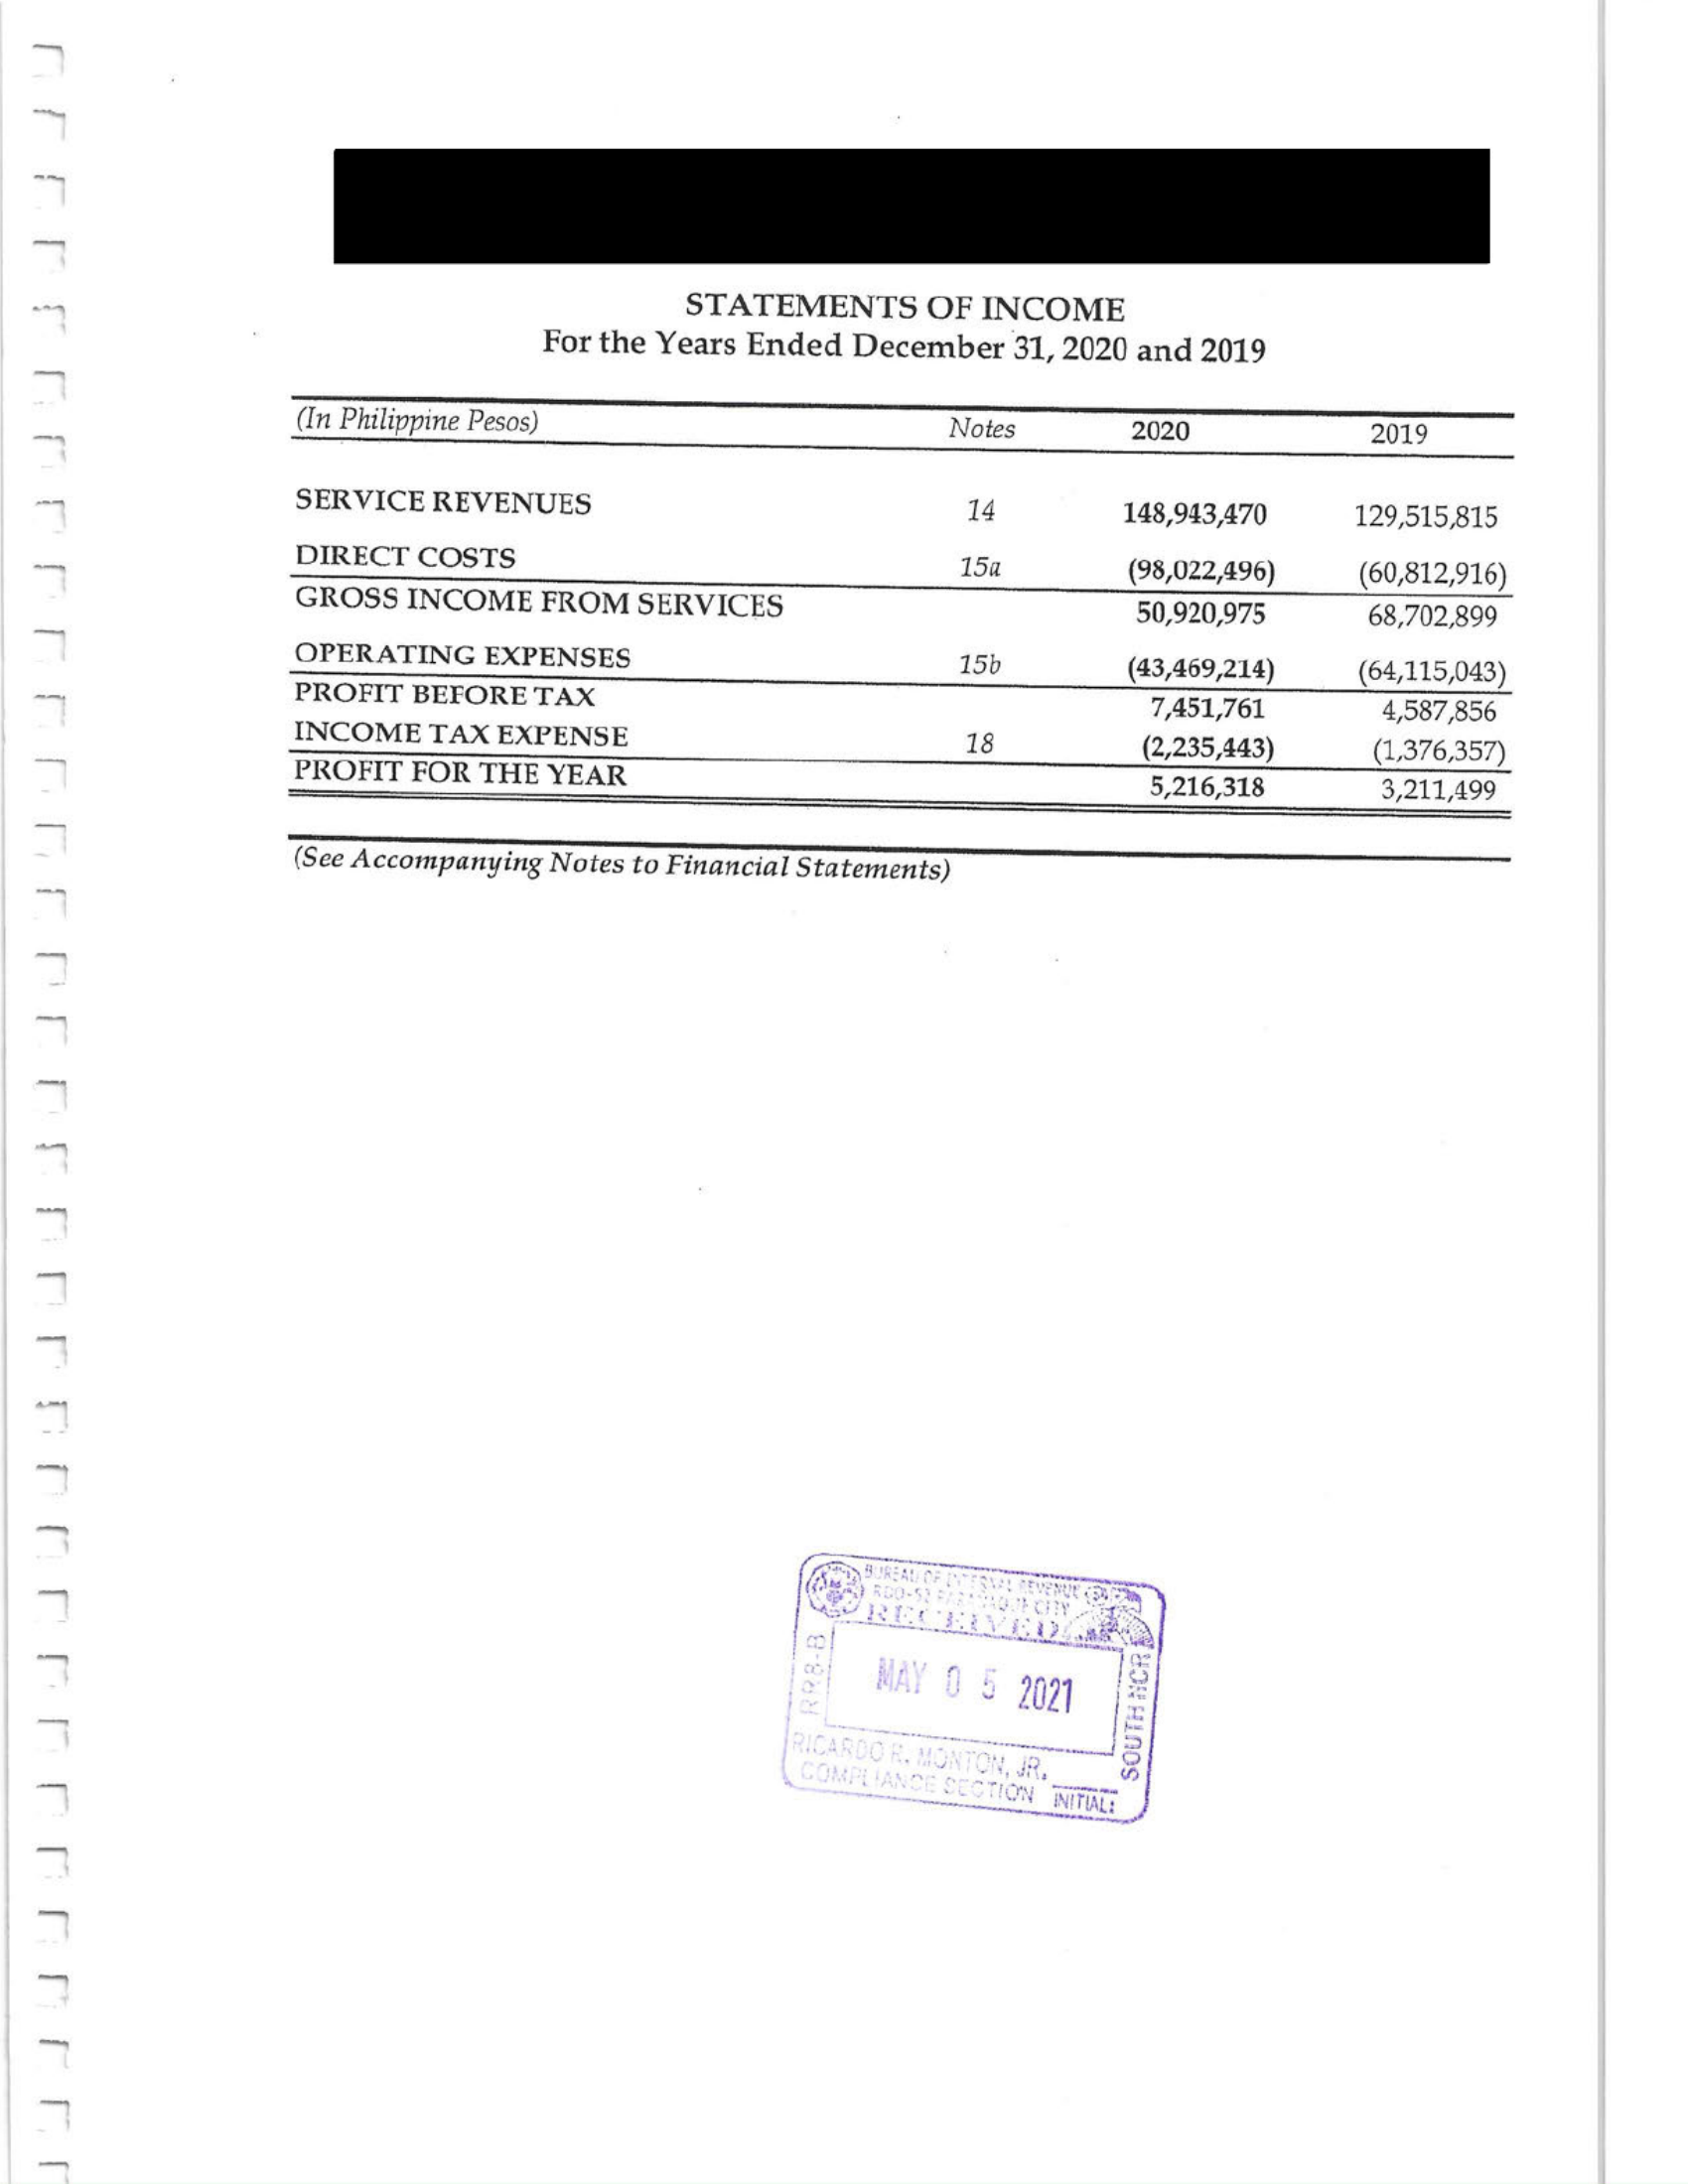 STATEMENTS OF INCOME
For the Years Ended December 31, 2020 and 2019
(In Philippine Pesos) Notes 2020 2019
SERVICE REVENUES 14 148,943,470 129,515,815
DIRECT COSTS 15a (98,022,496) (60,812,916)
GROSS INCOME FROM SERVICES 50,920,975 68,702,899
OPERATING EXPENSES 15b (43,469,214) (64,115,043)
PROFIT BEFORE TAX 7,451,761 4,587,856
INCOME TAX EXPENSE 18 (2,235,443) (1,376,357)
PROFIT FOR THE YEAR 5,216,318 3,211,499
(See Accompanying Notes to Financial Statements)
BUREAU OF INTERNAL REVENUE
CITY
RECEIVED
RR8-B
MAY 05 2021
SOUTH NCR
RICARDO R. MONTON, JR.
COMPLIANCE SECTION INITIAL: